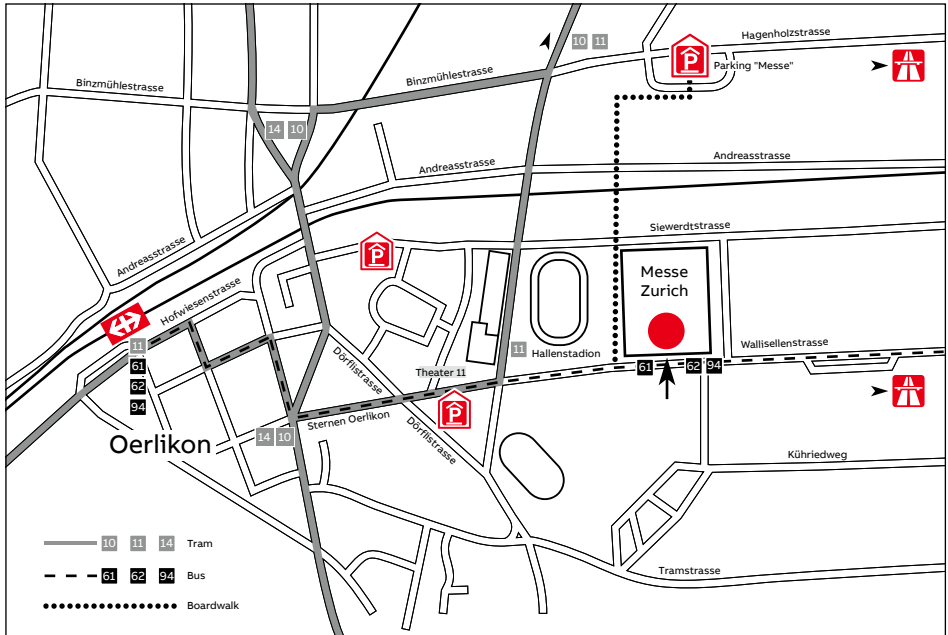 10 11
Hagenholzstrasse
P
Parking "Messe"
Binzmühlestrasse
Binzmühlestrasse
14 10
Andreasstrasse
Andreasstrasse
Siewerdtstrasse
Andreasstrasse
P
Hofwiesenstrasse
Messe
Zurich
11
61
62
94
Dörflistrasse
11
Hallenstadion
Wallisellenstrasse
61 62 94
Theater 11
P
Sternen Oerlikon
Dörflistrasse
14 10
Oerlikon
Kühriedweg
10 11 14 Tram
61 62 94 Bus
Boardwalk
Tramstrasse